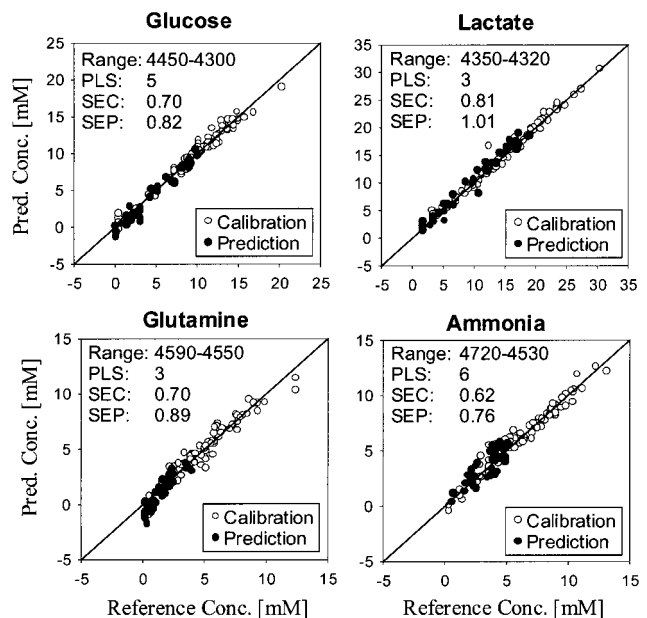 Glucose
Range: 4450-4300
PLS: 5
SEC: 0.70
SEP: 0.82
25
20
15
10
5
0
-5
-5 0 5 10 15 20 25
Calibration
Prediction
Pred. Conc. [mM]
Lactate
Range: 4350-4320
PLS: 3
SEC: 0.81
SEP: 1.01
35
30
25
20
15
10
5
0
-5
-5 0 5 10 15 20 25 30 35
Calibration
Prediction
Glutamine
Range: 4590-4550
PLS: 3
SEC: 0.70
SEP: 0.89
15
10
5
0
-5
-5 0 5 10 15
Calibration
Prediction
Pred. Conc. [mM]
Reference Conc. [mM]
Ammonia
Range: 4720-4530
PLS: 6
SEC: 0.62
SEP: 0.76
15
10
5
0
-5
-5 0 5 10 15
Calibration
Prediction
Reference Conc. [mM]